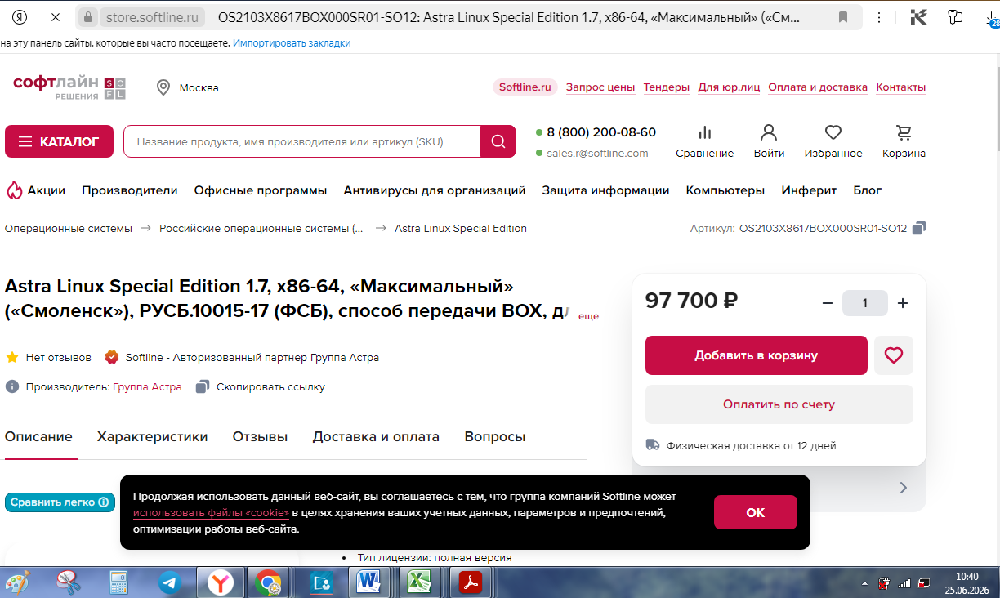 Я
store.softline.ru OS2103X8617BOX000SR01-SO12: Astra Linux Special Edition 1.7, x86-64, «Максимальный» («См...
28
на эту панель сайты, которые вы часто посещаете. Импортировать закладки
софтлайн
РЕШЕНИЯ
SO
FL
Москва
Softline.ru Запрос цены Тендеры Для юр.лиц Оплата и доставка Контакты
КАТАЛОГ
Название продукта, имя производителя или артикул (SKU)
8 (800) 200-08-60
sales.r@softline.com
Сравнение Войти Избранное Корзина
Акции Производители Офисные программы Антивирусы для организаций Защита информации Компьютеры Инферит Блог
Операционные системы → Российские операционные системы (... → Astra Linux Special Edition
Артикул: OS2103X8617BOX000SR01-SO12
Astra Linux Special Edition 1.7, x86-64, «Максимальный»
(«Смоленск»), РУСБ.10015-17 (ФСБ), способ передачи BOX, дл еще
97 700 ₽
1
Добавить в корзину
Оплатить по счету
Физическая доставка от 12 дней
Нет отзывов Softline - Авторизованный партнер Группа Астра
Производитель: Группа Астра Скопировать ссылку
Описание Характеристики Отзывы Доставка и оплата Вопросы
Сравнить легко
Продолжая использовать данный веб-сайт, вы соглашаетесь с тем, что группа компаний Softline может
использовать файлы «cookie» в целях хранения ваших учетных данных, параметров и предпочтений,
оптимизации работы веб-сайта.
ОК
• Тип лицензии: полная версия
10:40
25.06.2026